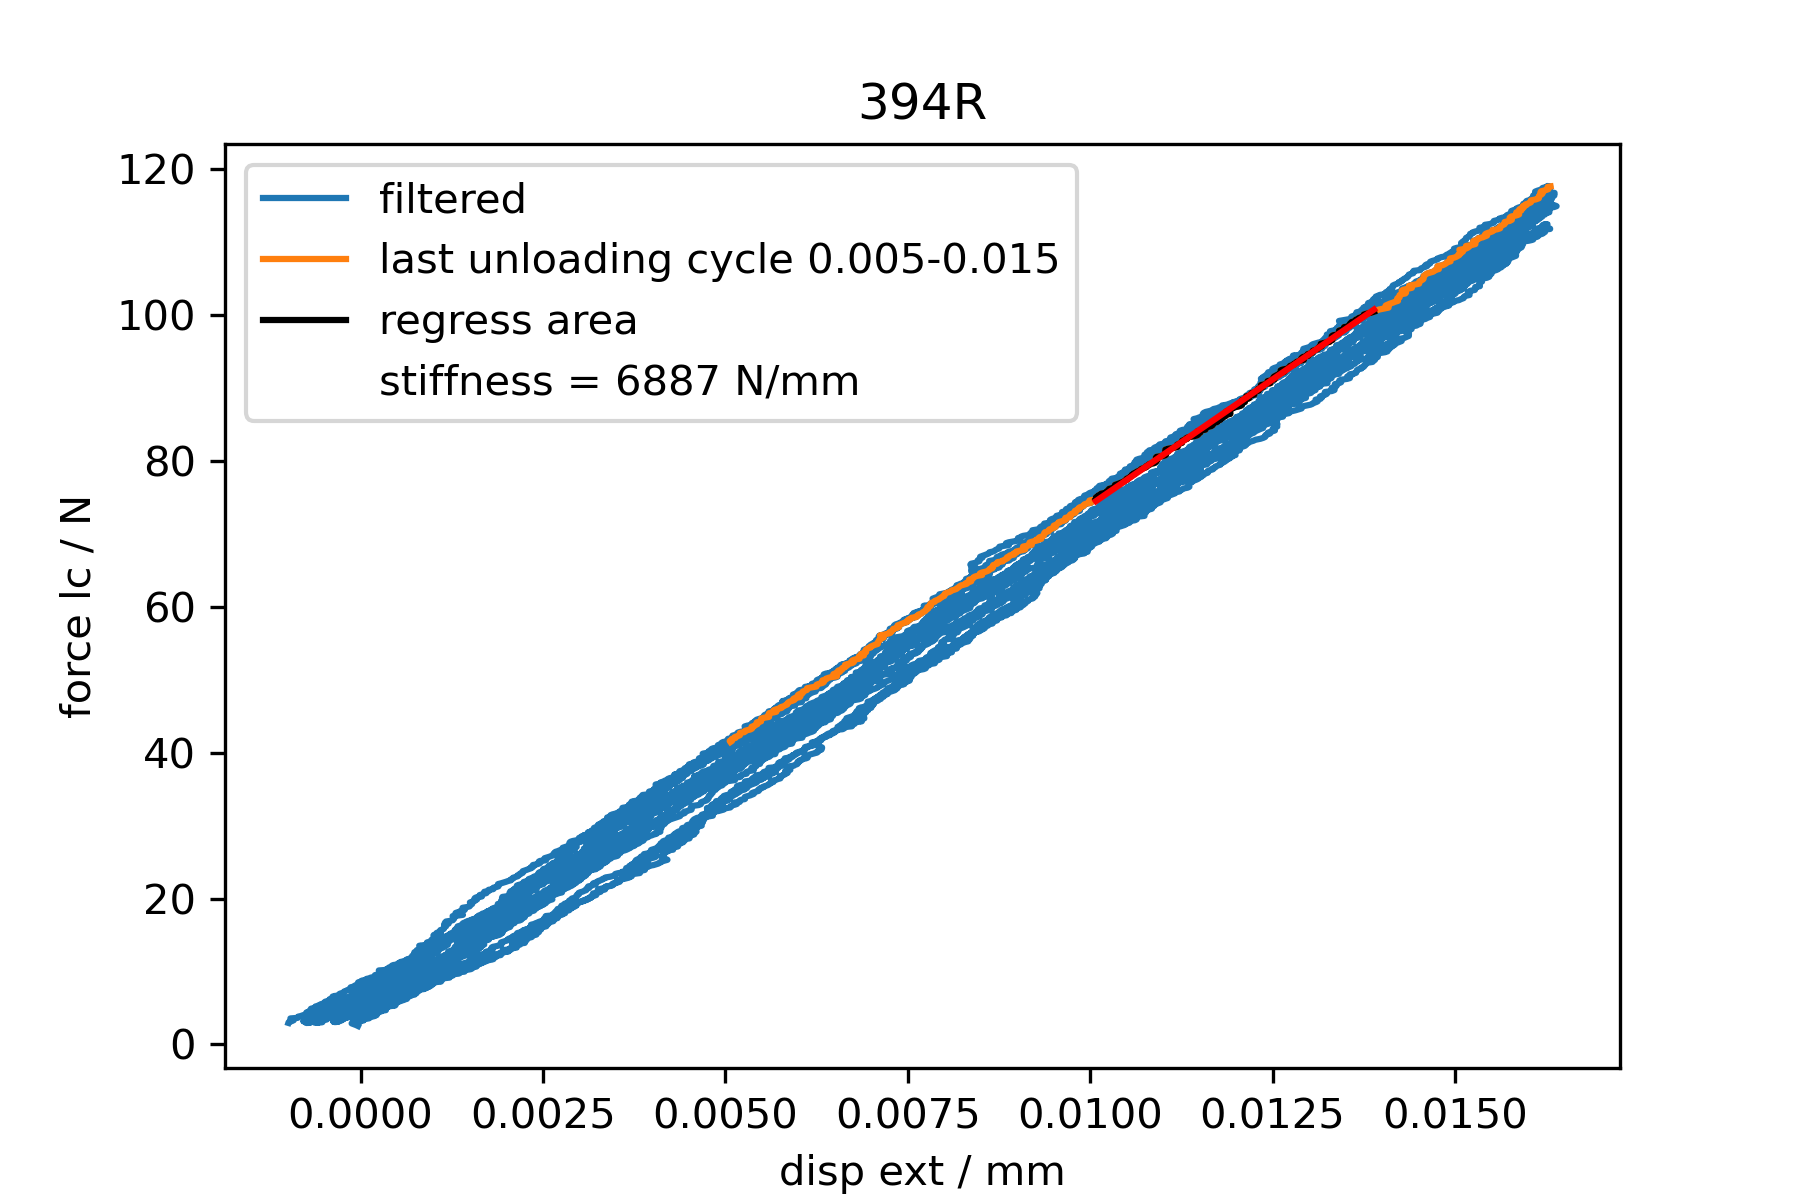 394R
120
100
80
60
40
20
0
force lc / N
filtered
last unloading cycle 0.005-0.015
regress area
stiffness = 6887 N/mm
0.0000 0.0025 0.0050 0.0075 0.0100 0.0125 0.0150
disp ext / mm